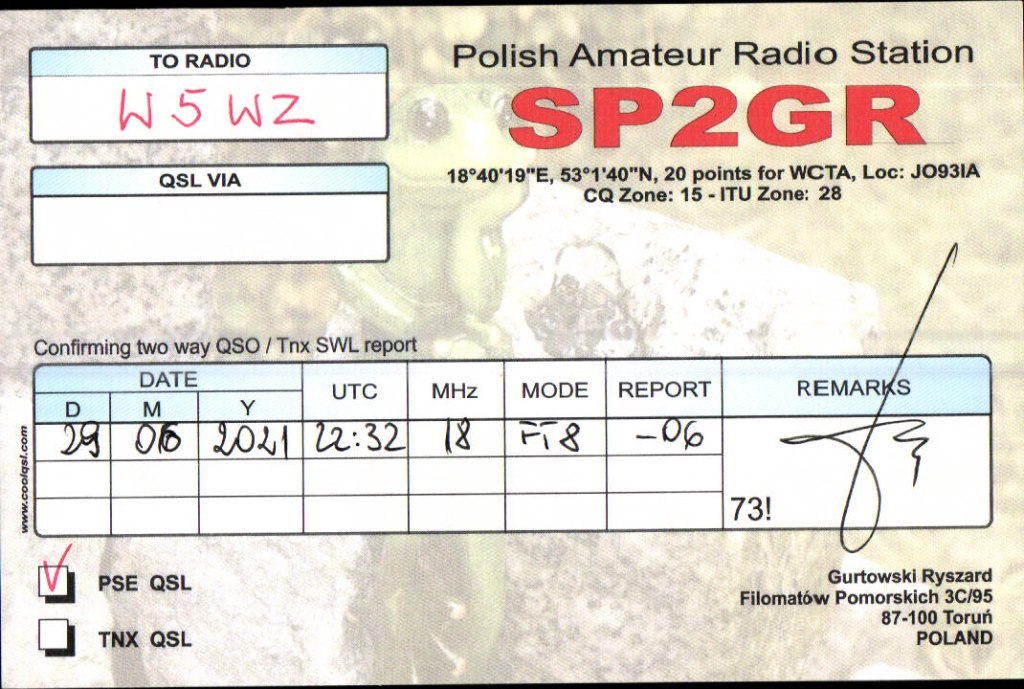 TO RADIO
W5WZ
QSL VIA
Polish Amateur Radio Station
SP2GR
18°40'19"E, 53°1'40"N, 20 points for WCTA, Loc: JO93IA
CQ Zone: 15 - ITU Zone: 28
Confirming two way QSO / Tnx SWL report
DATE UTC MHz MODE REPORT REMARKS
D M Y
29 06 2021 22:32 18 FT8 -06
73!
www.coolqsl.com
PSE QSL
TNX QSL
Gurtowski Ryszard
Filomatów Pomorskich 3C/95
87-100 Toruń
POLAND